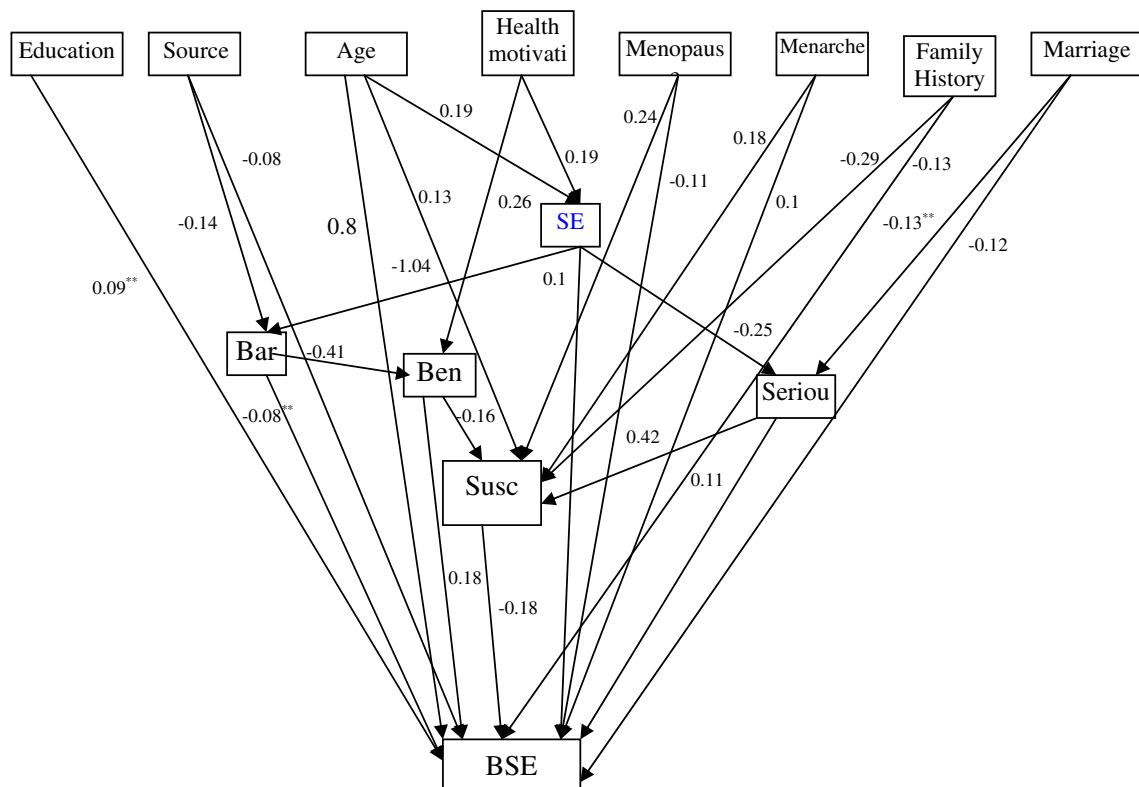 Education
Source
Age
Health
motivati
Menopaus
Menarche
Family
History
Marriage
0.19
0.24
0.18
-0.08
0.19
-0.29
-0.13
-0.11
0.13
0.26
0.1
-0.14
0.8
SE
-0.13**
-0.12
-1.04
0.1
0.09**
-0.25
Bar
-0.41
Ben
Seriou
-0.08**
-0.16
0.42
Susc
0.11
0.18
-0.18
BSE